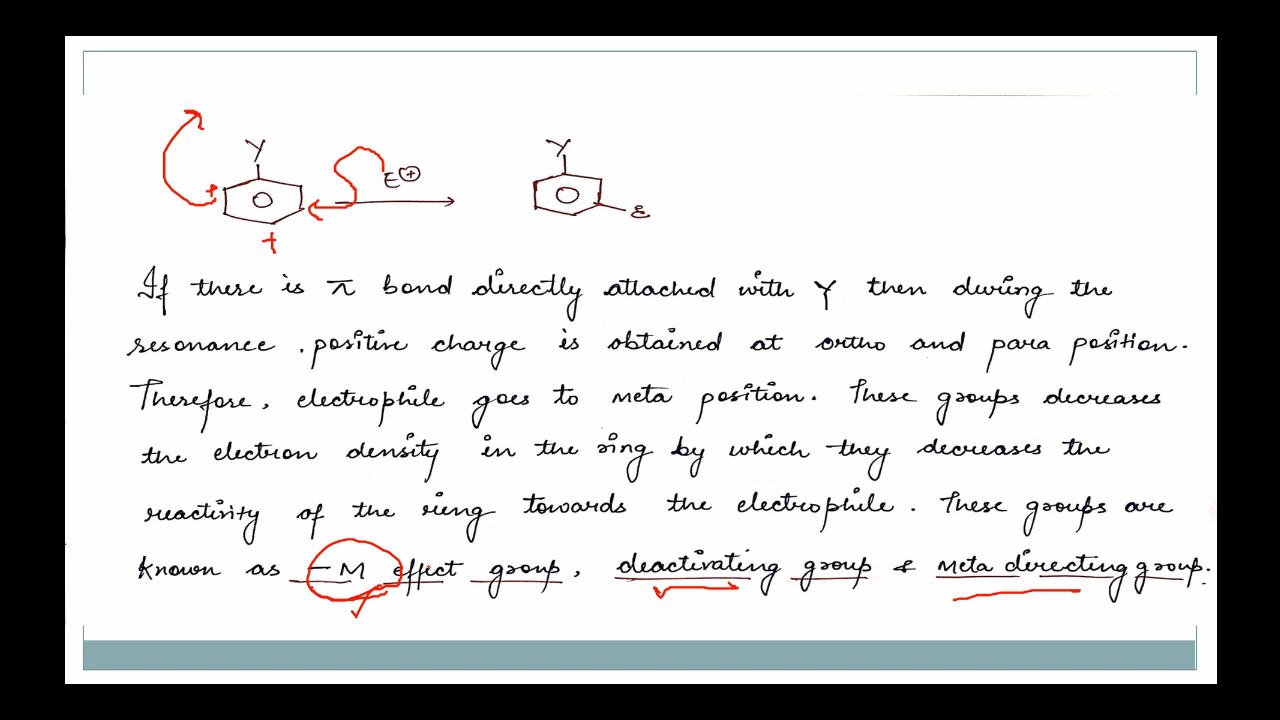 Y
Y
E⊕
+
E
+
If there is π bond directly attached with Y then during the
resonance, positive charge is obtained at ortho and para position.
Therefore, electrophile goes to meta position. These groups decreases
the electron density in the ring by which they decreases the
reactivity of the ring towards the electrophile. These groups are
known as -M effect group, deactivating group & meta directing group.